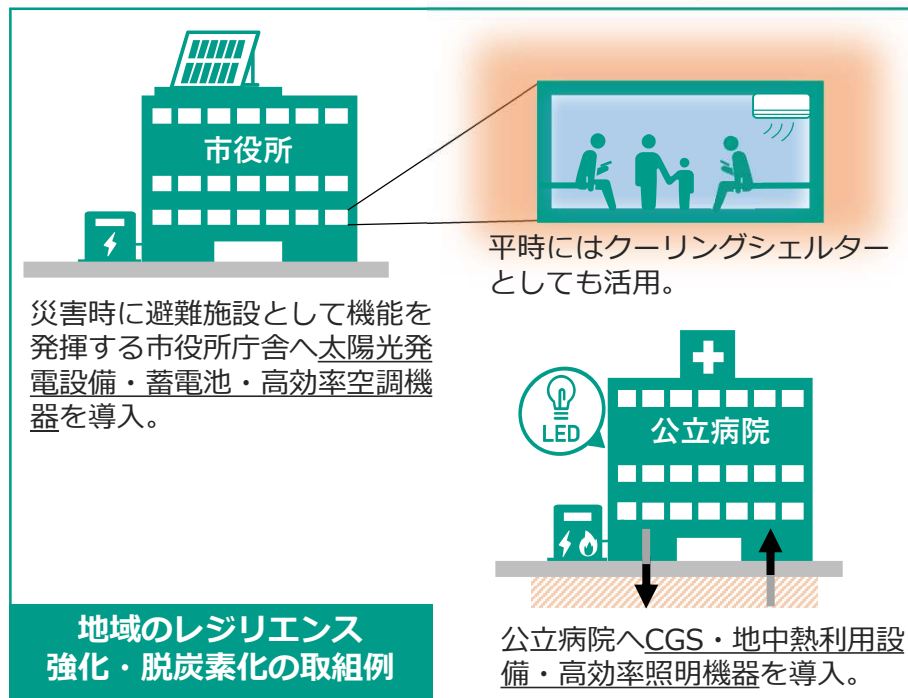 市役所
平時にはクーリングシェルター
としても活用。
災害時に避難施設として機能を
発揮する市役所庁舎へ太陽光発
電設備・蓄電池・高効率空調機
器を導入。
LED
公立病院
公立病院へCGS・地中熱利用設
備・高効率照明機器を導入。
地域のレジリエンス
強化・脱炭素化の取組例